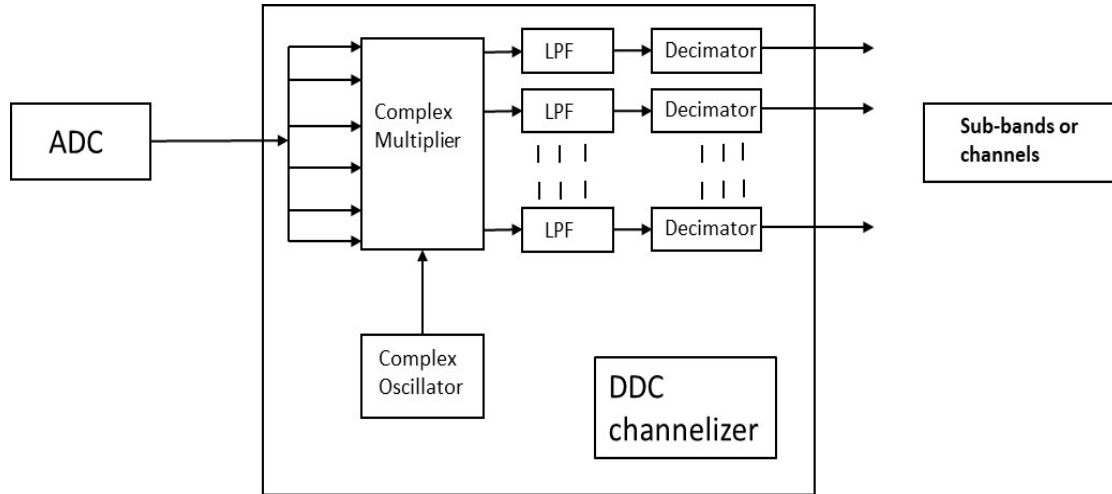 LPF
Decimator
Complex
Multiplier
LPF
Decimator
ADC
Sub-bands or
channels
LPF
Decimator
Complex
Oscillator
DDC
channelizer